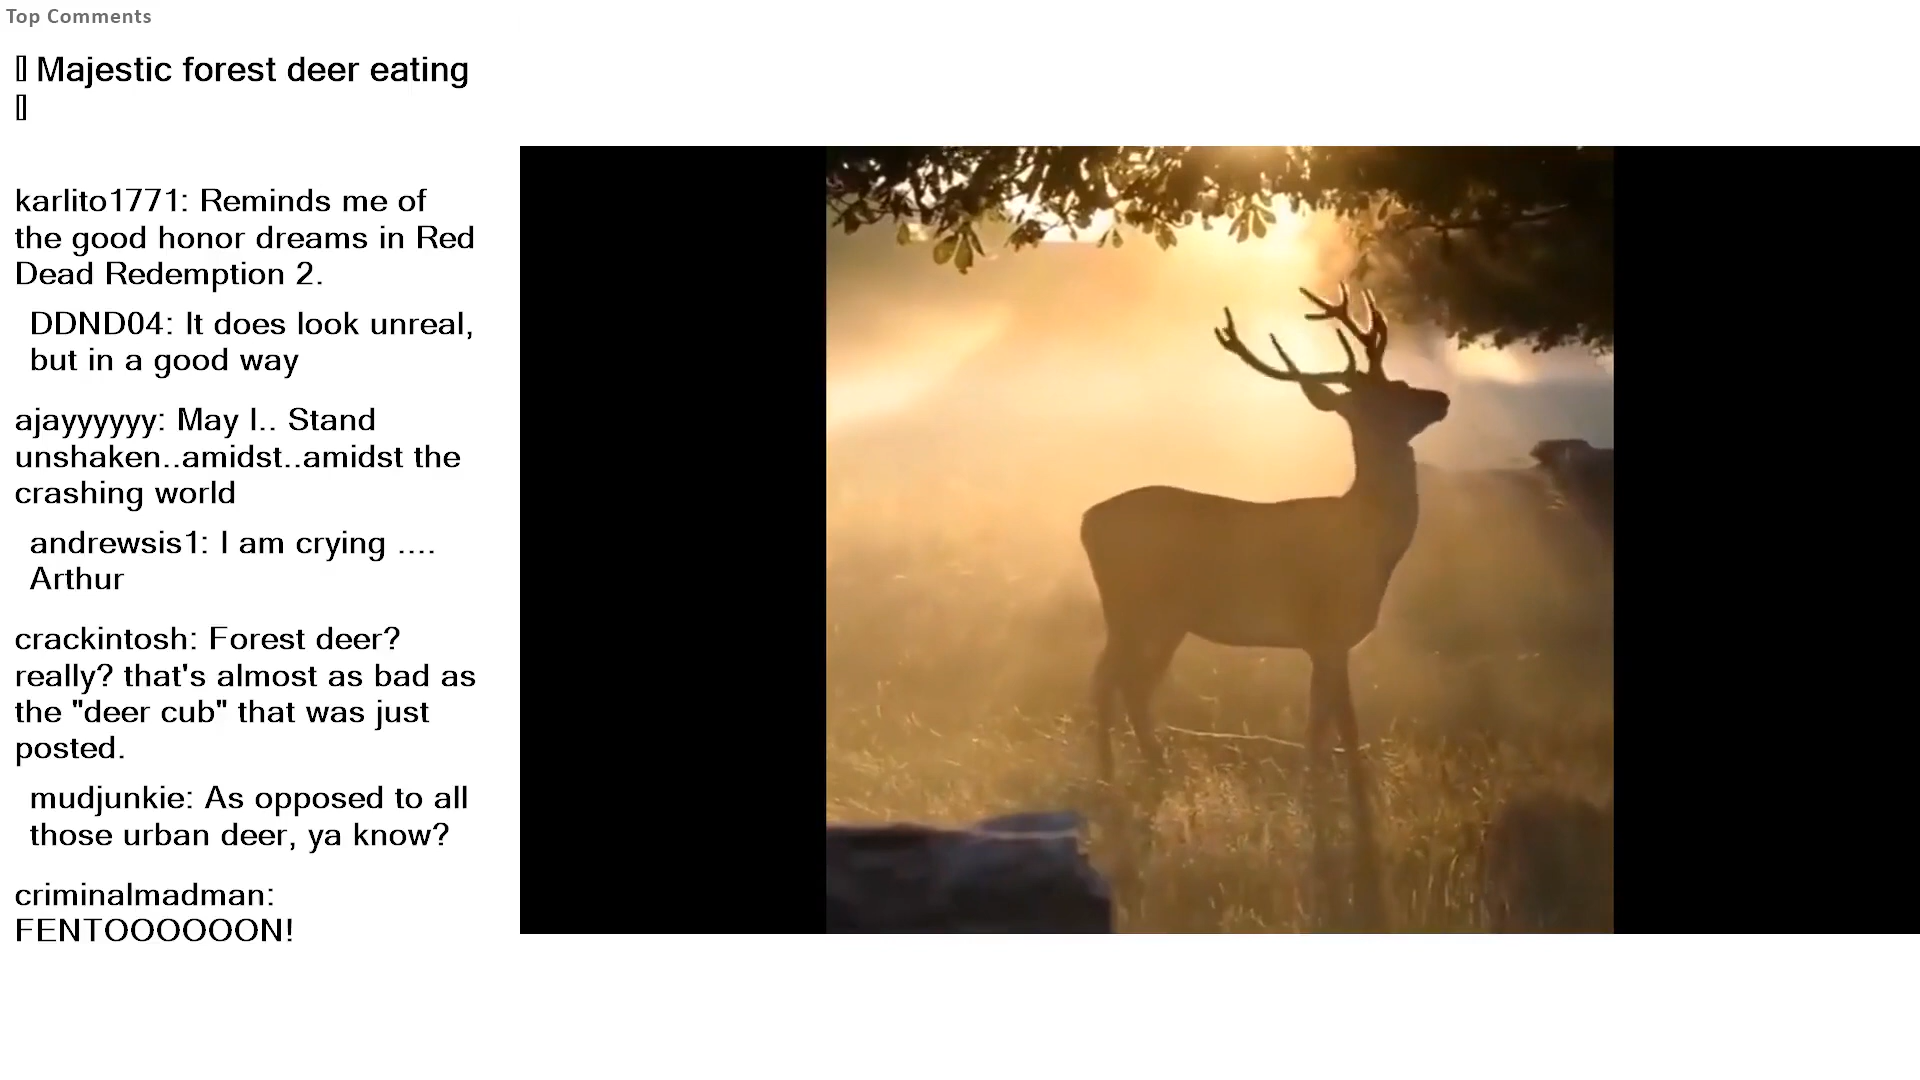 Top Comments
▯ Majestic forest deer eating
▯
karlito1771: Reminds me of
the good honor dreams in Red
Dead Redemption 2.
DDND04: It does look unreal,
but in a good way
ajayyyyyy: May I.. Stand
unshaken..amidst..amidst the
crashing world
andrewsis1: I am crying ....
Arthur
crackintosh: Forest deer?
really? that's almost as bad as
the "deer cub" that was just
posted.
mudjunkie: As opposed to all
those urban deer, ya know?
criminalmadman:
FENTOOOOOON!